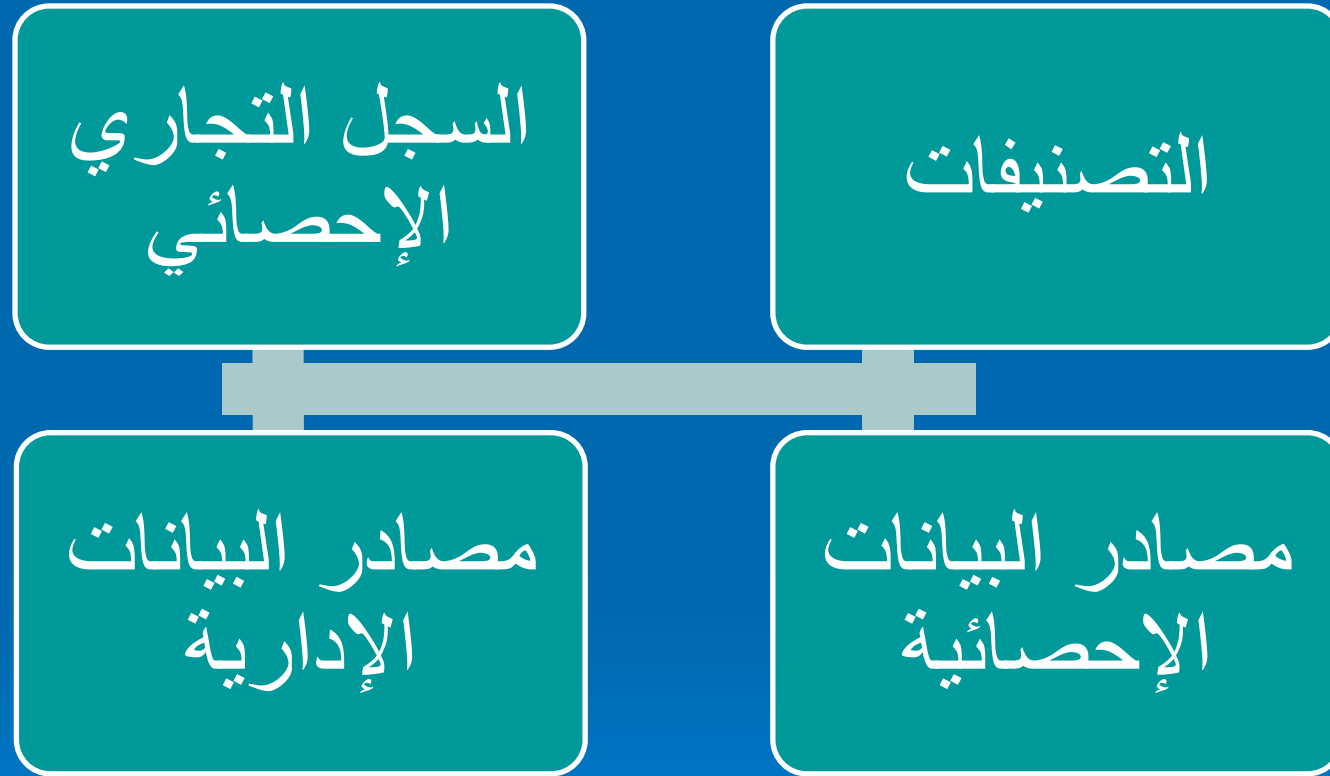 التصنيفات
السجل التجاري
الإحصائي
مصادر البيانات
الإحصائية
مصادر البيانات
الإدارية